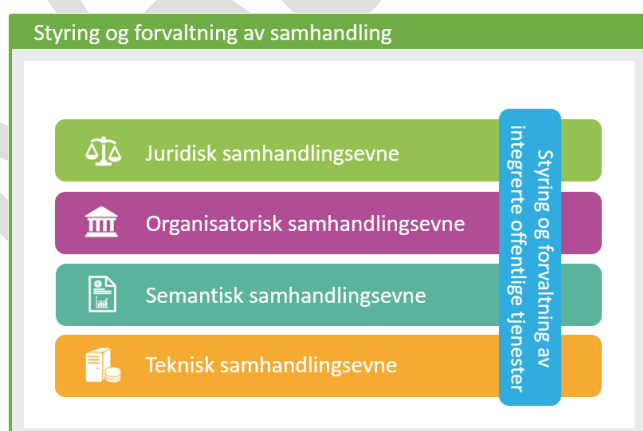 Styring og forvaltning av samhandling
Juridisk samhandlingsevne
Organisatorisk samhandlingsevne
Semantisk samhandlingsevne
Teknisk samhandlingsevne
Styring og forvaltning av
integrerte offentlige tjenester